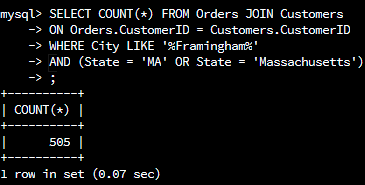 mysql> SELECT COUNT(*) FROM Orders JOIN Customers
    -> ON Orders.CustomerID = Customers.CustomerID
    -> WHERE City LIKE '%Framingham%'
    -> AND (State = 'MA' OR State = 'Massachusetts')
    -> ;
+----------+
| COUNT(*) |
+----------+
|      505 |
+----------+
1 row in set (0.07 sec)